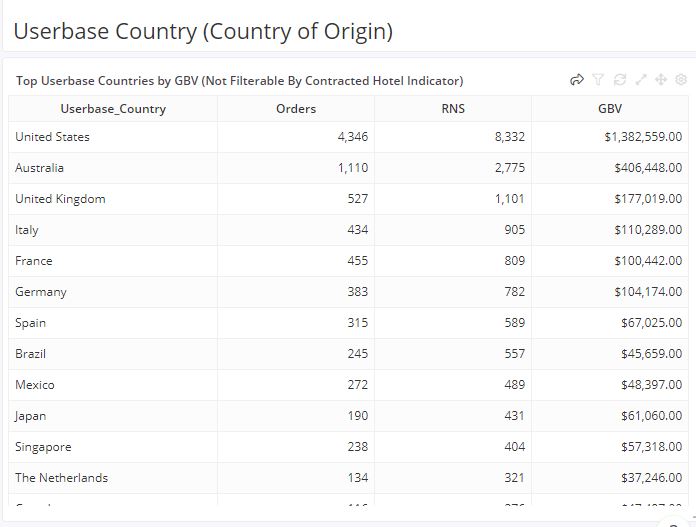 Userbase Country (Country of Origin)
Top Userbase Countries by GBV (Not Filterable By Contracted Hotel Indicator)
Userbase_Country Orders RNS GBV
United States 4,346 8,332 $1,382,559.00
Australia 1,110 2,775 $406,448.00
United Kingdom 527 1,101 $177,019.00
Italy 434 905 $110,289.00
France 455 809 $100,442.00
Germany 383 782 $104,174.00
Spain 315 589 $67,025.00
Brazil 245 557 $45,659.00
Mexico 272 489 $48,397.00
Japan 190 431 $61,060.00
Singapore 238 404 $57,318.00
The Netherlands 134 321 $37,246.00